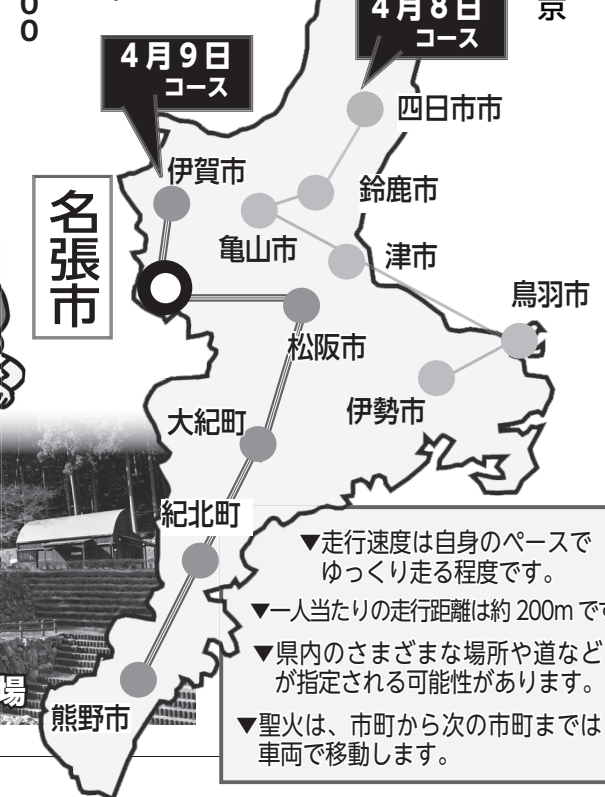 00
4月8日
コース
京
4月9日
コース
四日市市
伊賀市
鈴鹿市
名張市
亀山市
津市
鳥羽市
松阪市
伊勢市
大紀町
紀北町
▼走行速度は自身のペースで
ゆっくり走る程度です。
▼一人当たりの走行距離は約200mです
▼県内のさまざまな場所や道など
が指定される可能性があります。
場
熊野市
▼聖火は、市町から次の市町までは
車両で移動します。